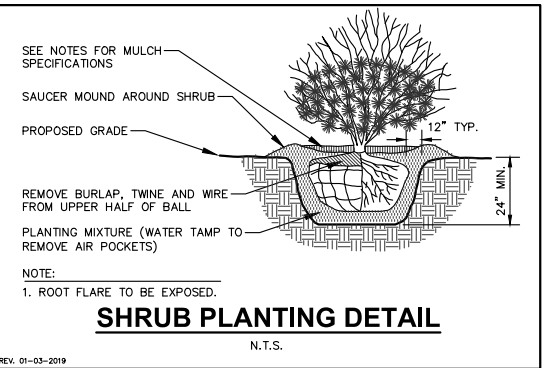 SEE NOTES FOR MULCH
SPECIFICATIONS
SAUCER MOUND AROUND SHRUB
PROPOSED GRADE
12" TYP.
24" MIN.
REMOVE BURLAP, TWINE AND WIRE
FROM UPPER HALF OF BALL
PLANTING MIXTURE (WATER TAMP TO
REMOVE AIR POCKETS)
NOTE:
1. ROOT FLARE TO BE EXPOSED.
SHRUB PLANTING DETAIL
N.T.S.
REV. 01-03-2019